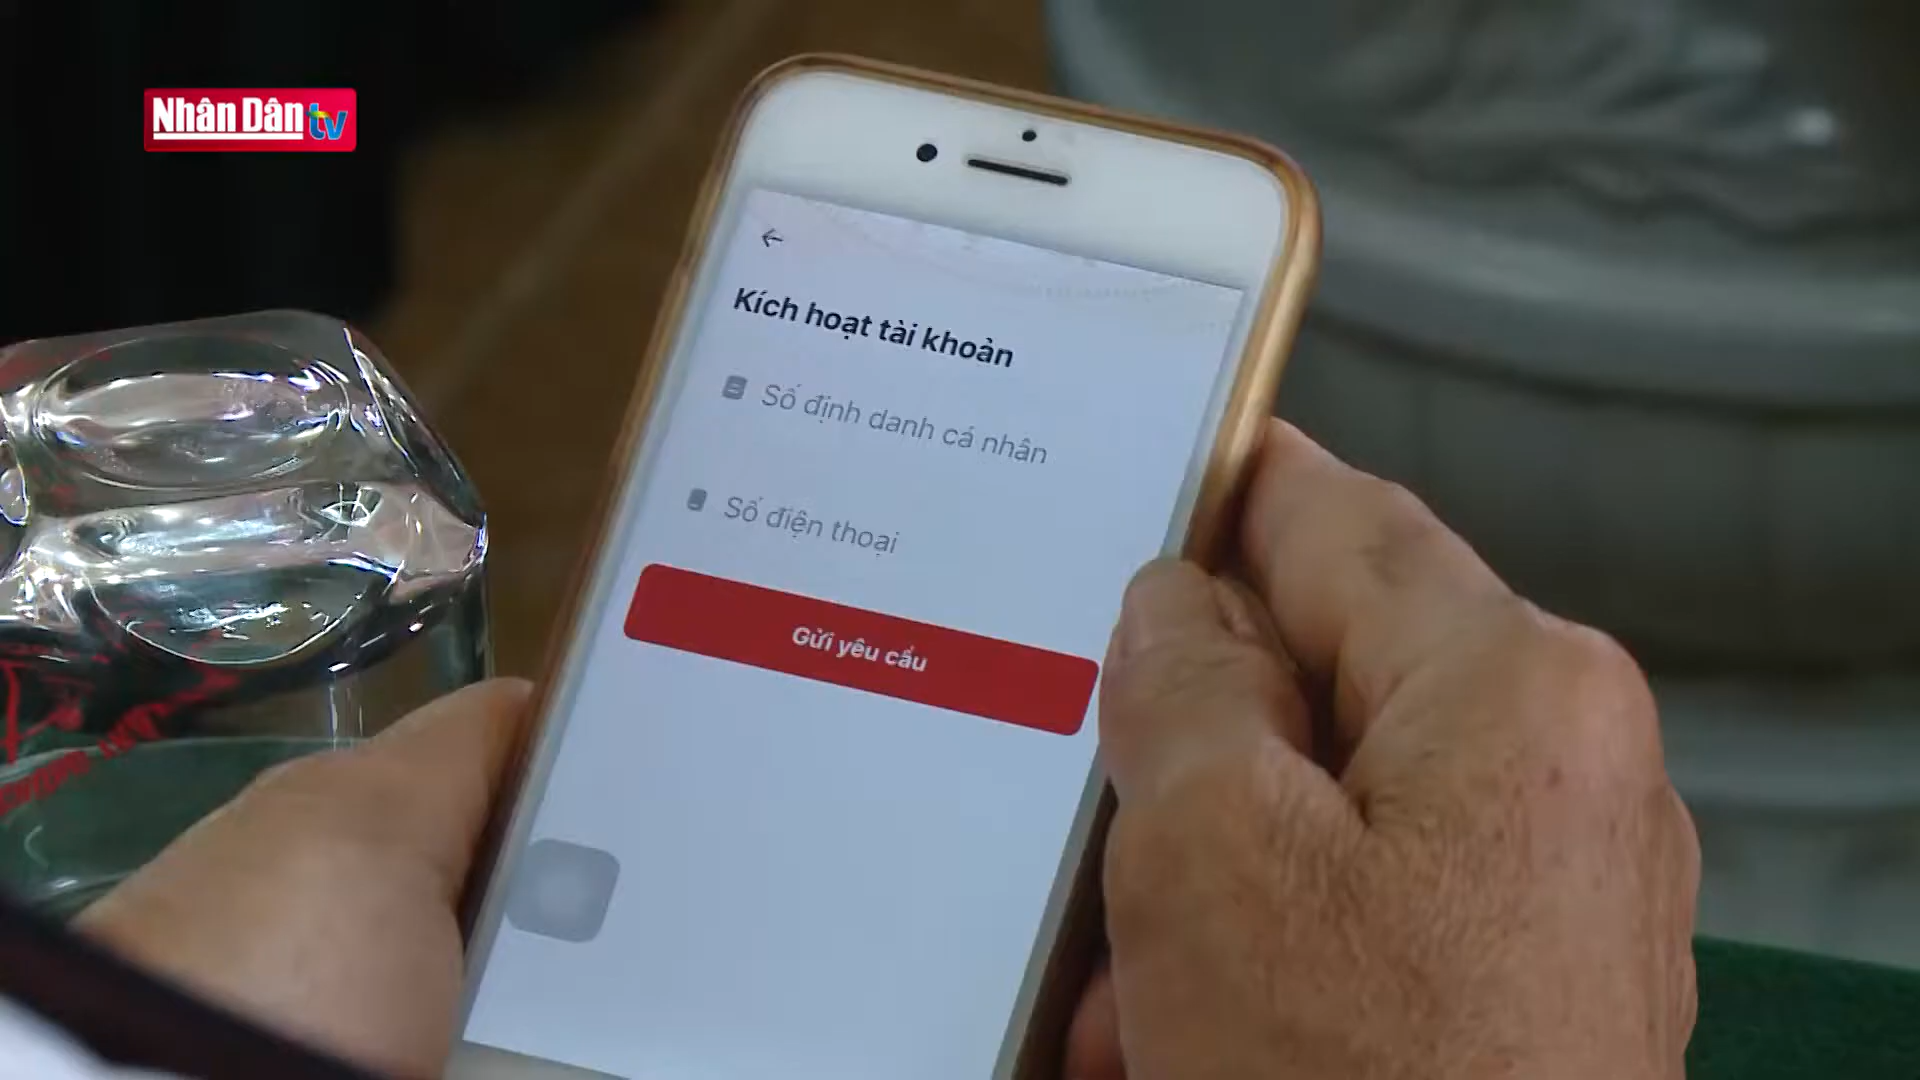 Nhân Dân tv
Kích hoạt tài khoản
Số định danh cá nhân
Số điện thoại
Gửi yêu cầu